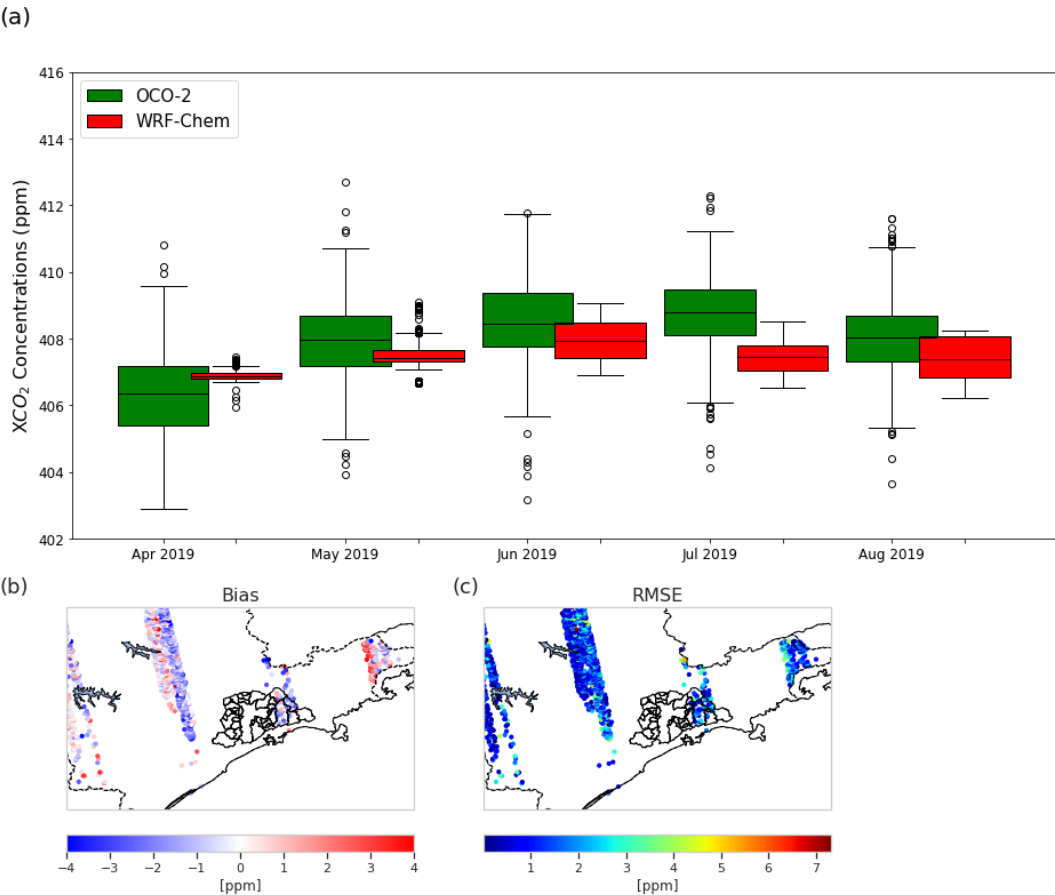 (a)
416
414
412
410
408
406
404
402
XCO₂ Concentrations (ppm)
OCO-2
WRF-Chem
Apr 2019 May 2019 Jun 2019 Jul 2019 Aug 2019
(b) Bias
−4 −3 −2 −1 0 1 2 3 4
[ppm]
(c) RMSE
1 2 3 4 5 6 7
[ppm]